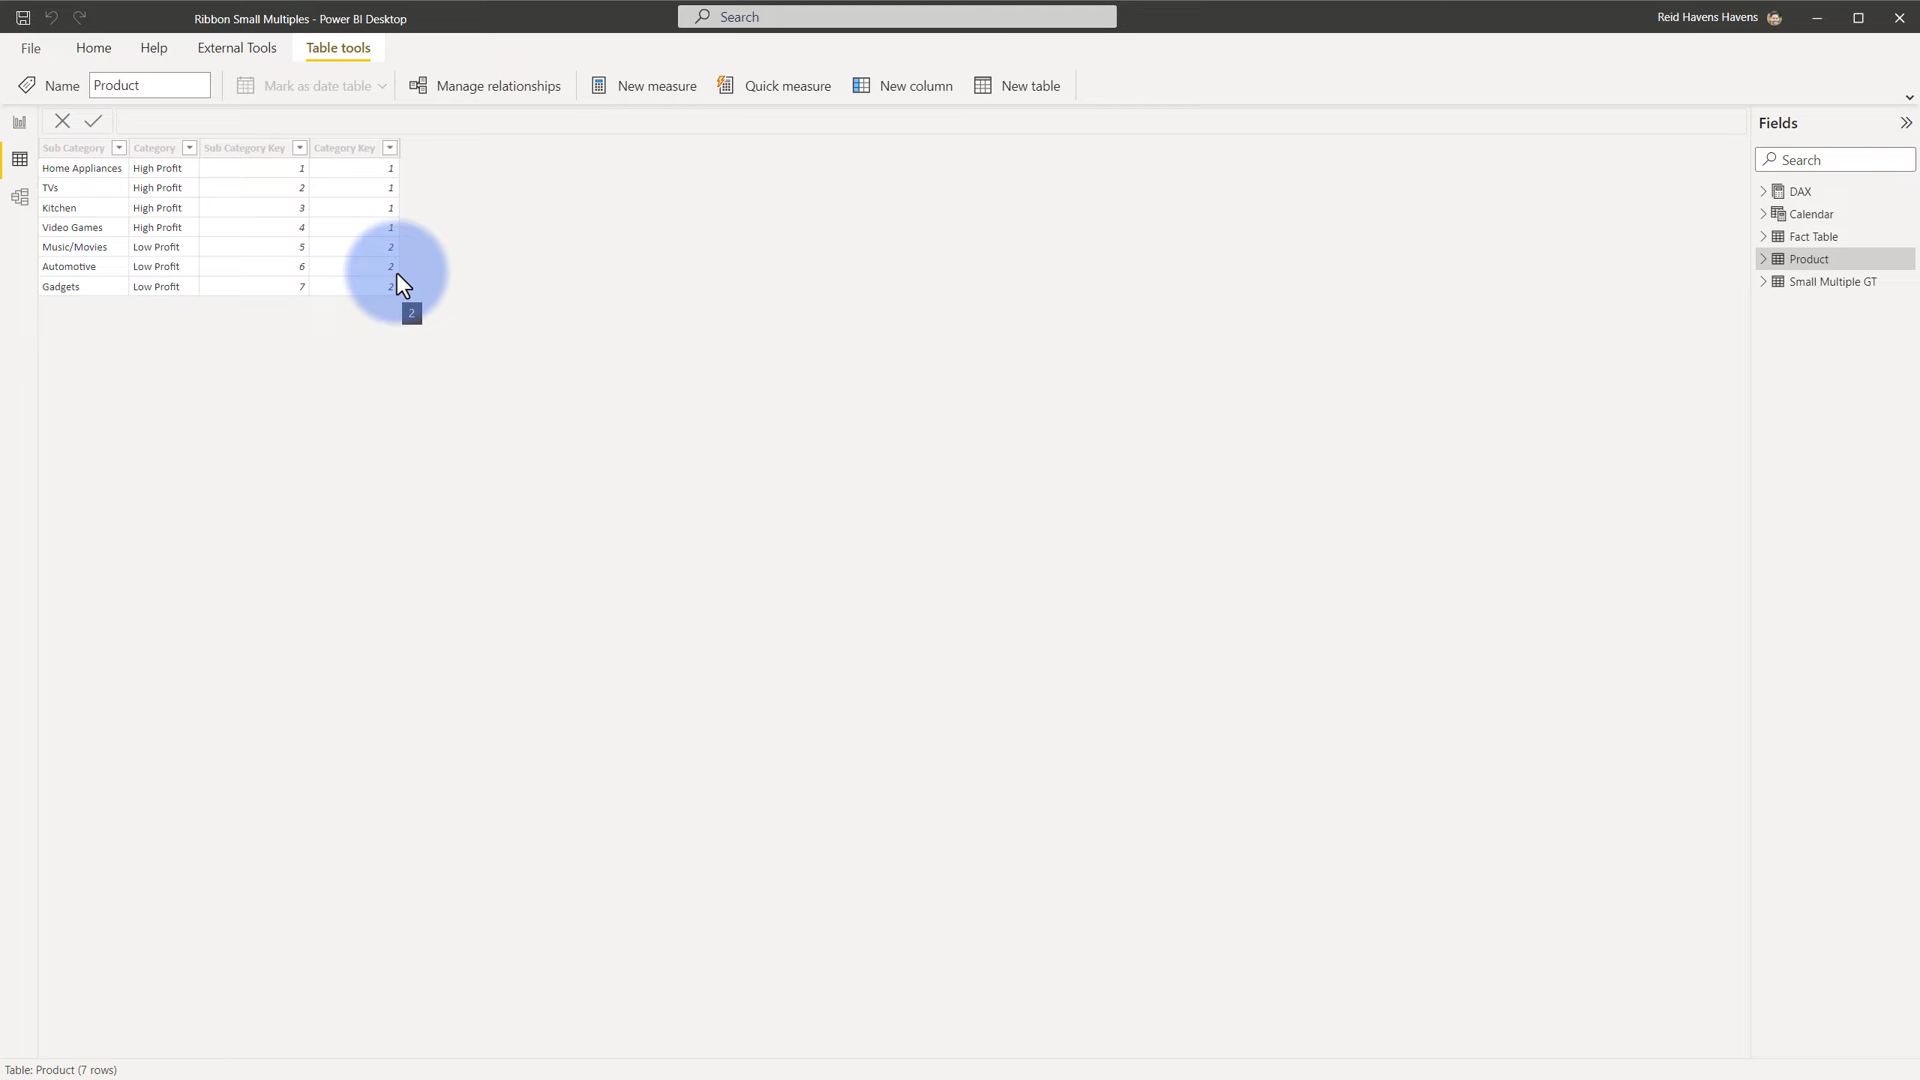 Ribbon Small Multiples - Power BI Desktop
Search
Reid Havens Havens
File
Home
Help
External Tools
Table tools
Name
Product
Mark as date table
Manage relationships
New measure
Quick measure
New column
New table
Sub Category Category Sub Category Key Category Key
Home Appliances High Profit 1 1
TVs High Profit 2 1
Kitchen High Profit 3 1
Video Games High Profit 4 1
Music/Movies Low Profit 5 2
Automotive Low Profit 6 2
Gadgets Low Profit 7 2
2
Fields
Search
DAX
Calendar
Fact Table
Product
Small Multiple GT
Table: Product (7 rows)